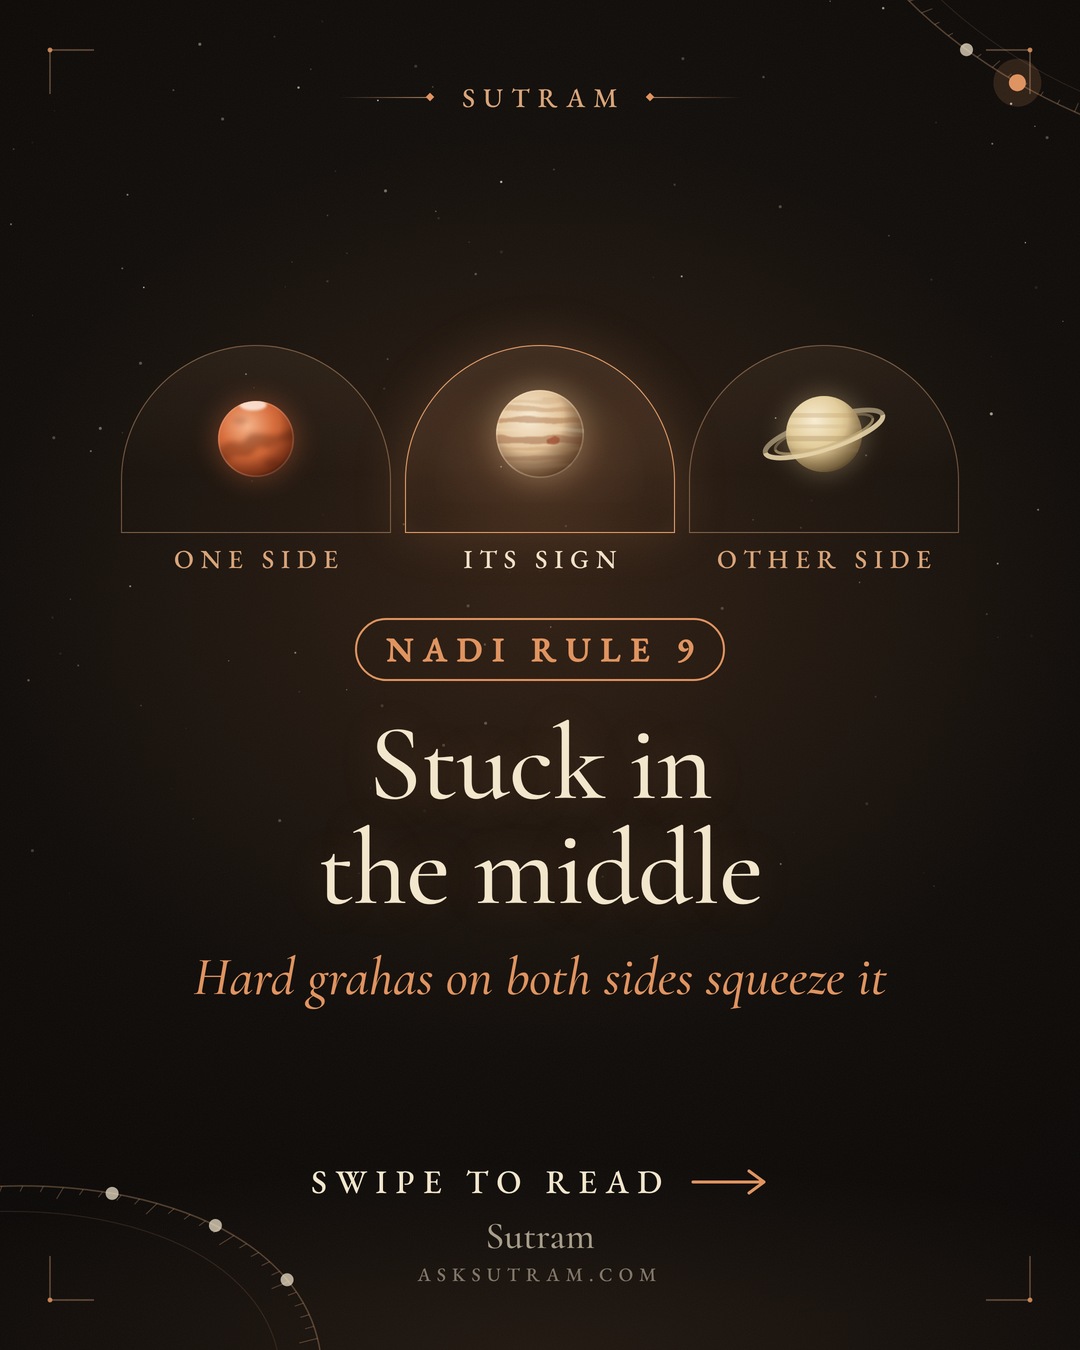 SUTRAM
ONE SIDE
ITS SIGN
OTHER SIDE
NADI RULE 9
Stuck in
the middle
Hard grahas on both sides squeeze it
SWIPE TO READ
Sutram
ASKSUTRAM.COM